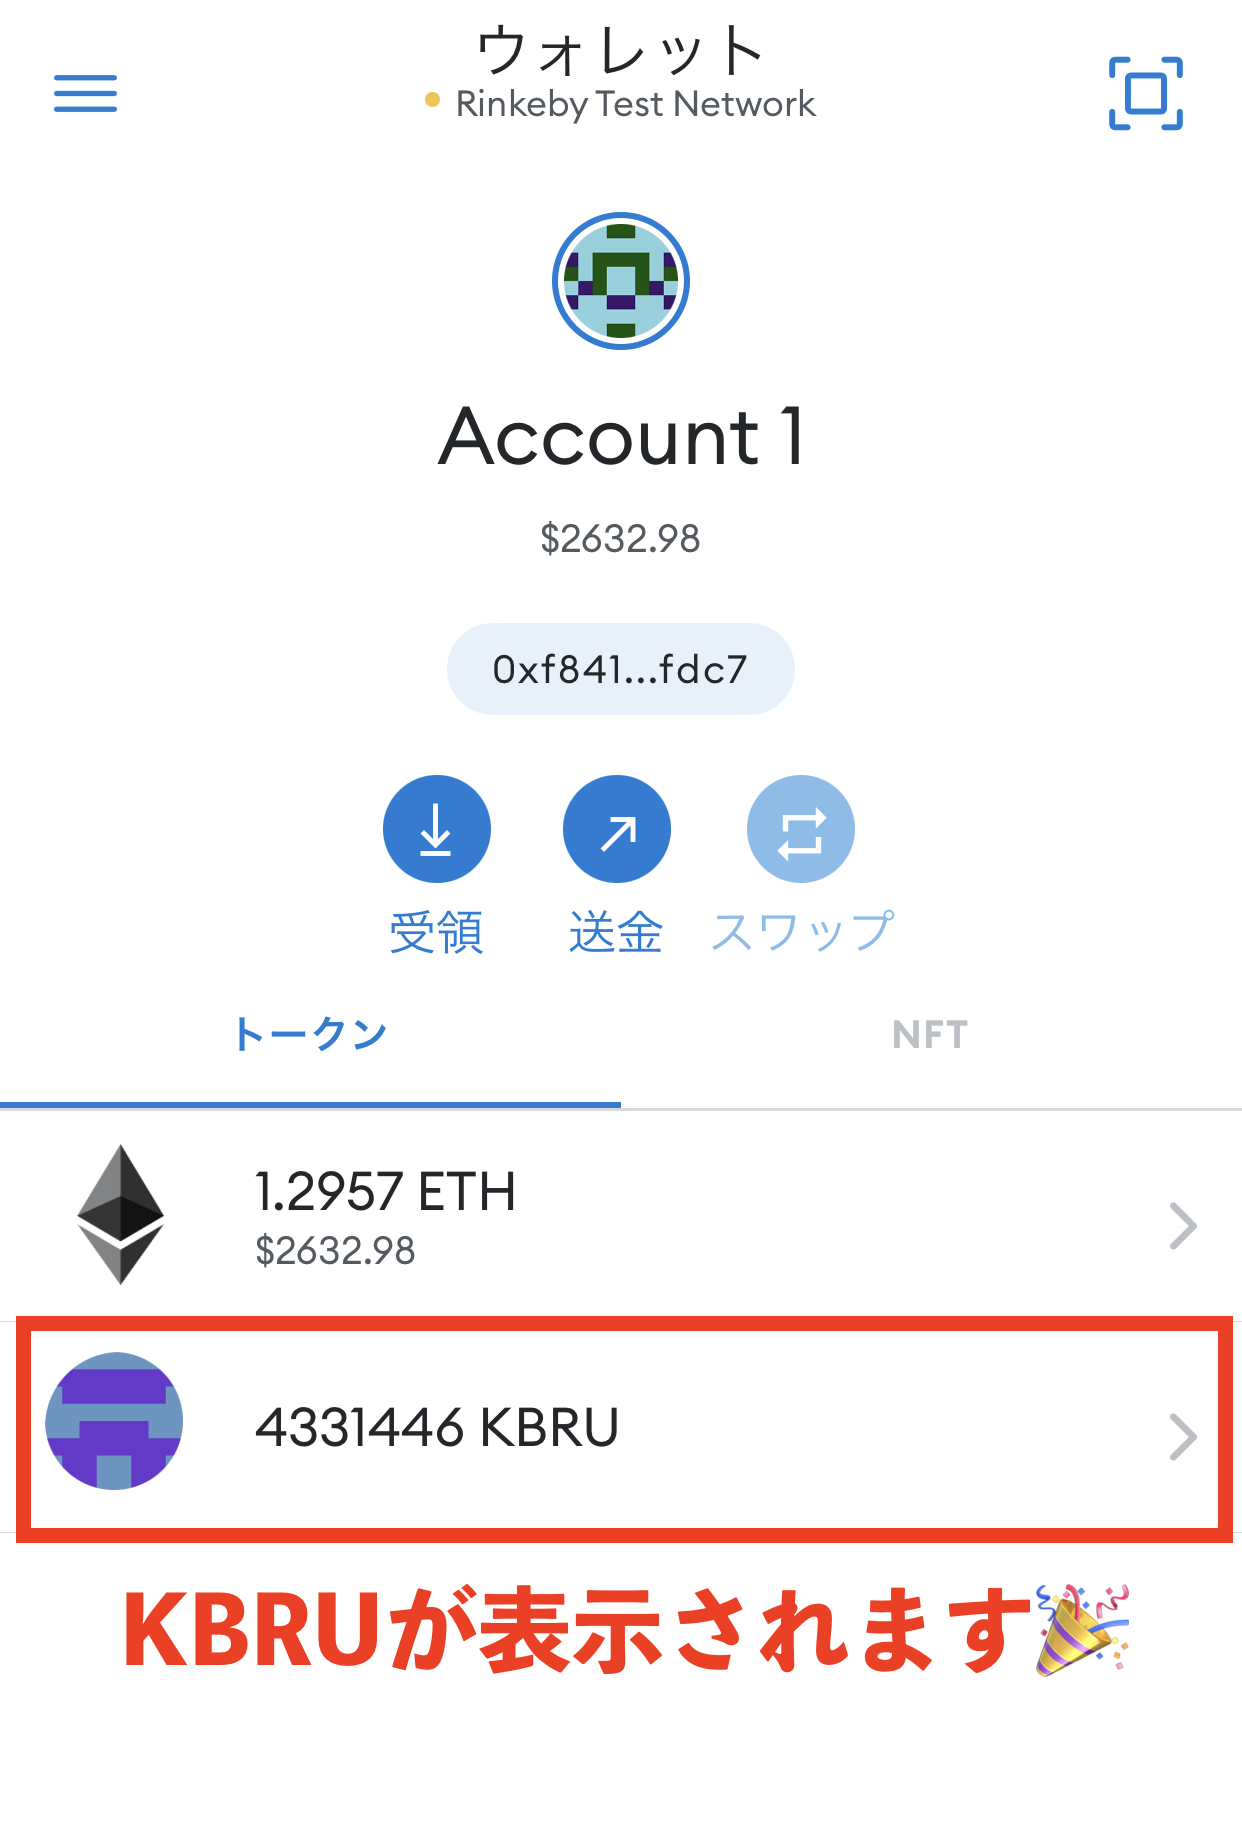 ウォレット
Rinkeby Test Network
Account 1
$2632.98
0xf841...fdc7
受領 送金 スワップ
トークン NFT
1.2957 ETH
$2632.98
4331446 KBRU
KBRUが表示されます🎉